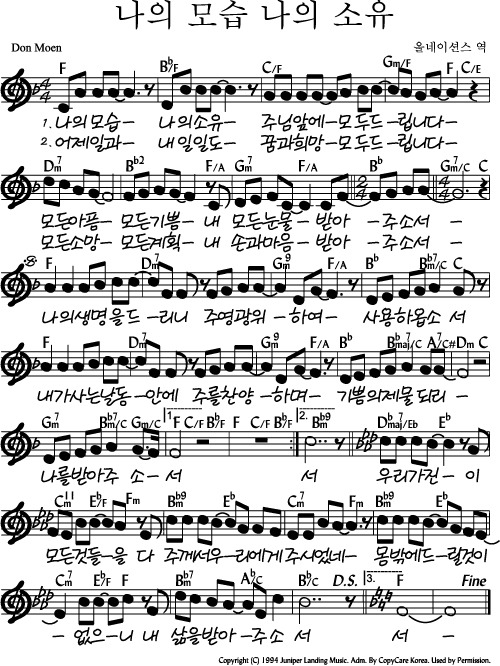 나의 모습 나의 소유
Don Moen
올네이션스 역
F B♭/F C/F Gm/F F C/E
1. 나의모습- 나의소유- 주님앞에-모두드-립니다-
2. 어제일과- 내일일도- 꿈과희망-모두드-립니다-
Dm7 B♭2 F/A Gm7 C/F F/A B♭ Gm7/C C
모든아픔- 모든기쁨- 내 모든눈물-받아 -주소서 -
모든소망- 모든계획- 내 손과마음-받아 -주소서 -
F Dm7 Gm9 F/A B♭ B♭m7/C C
나의생명을드-리니 주영광위-하여- 사용하옵소서
F Dm7 Gm9 F/A B♭ B♭maj7/C A7/C# Dm C
내가사는날동-안에 주를찬양-하며- 기쁨의제물되리-
Gm7 B♭m7/C Gm/C 1. F C/F B♭/F F C/F B♭/F 2. B♭m9 D♭maj7/E♭ E♭
나를받아주 소-서 서 우리가진-이
Cm11 E♭/F Fm B♭m9 E♭ Cm7 Fm B♭m9 E♭
모든것들-을 다 주께서우-리에게주시었네- 몸밖에드-릴것이
Cm7 E♭/F F B♭m7 A♭/C B♭/C D.S. 3. F Fine
- 없으-니 내 삶을받아-주소 서 -서
Copyright (C) 1994 Juniper Landing Music. Adm. By CopyCare Korea. Used by Permission.